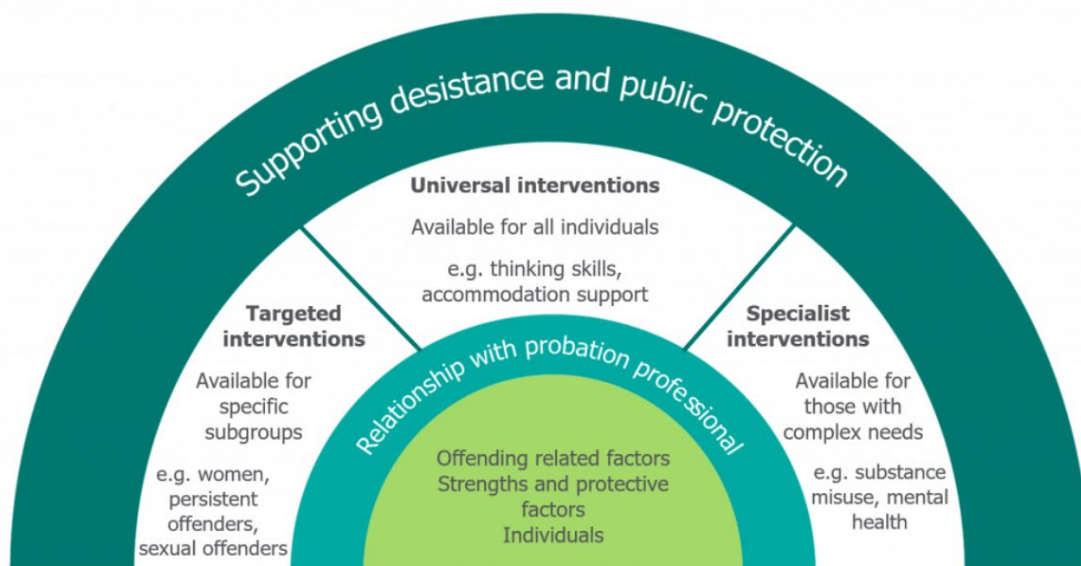 Supporting desistance and public protection
Universal interventions
Available for all individuals
e.g. thinking skills,
accommodation support
Targeted
interventions
Available for
specific
subgroups
e.g. women,
persistent
offenders,
sexual offenders
Specialist
interventions
Available for
those with
complex needs
e.g. substance
misuse, mental
health
Relationship with probation professional
Offending related factors
Strengths and protective
factors
Individuals